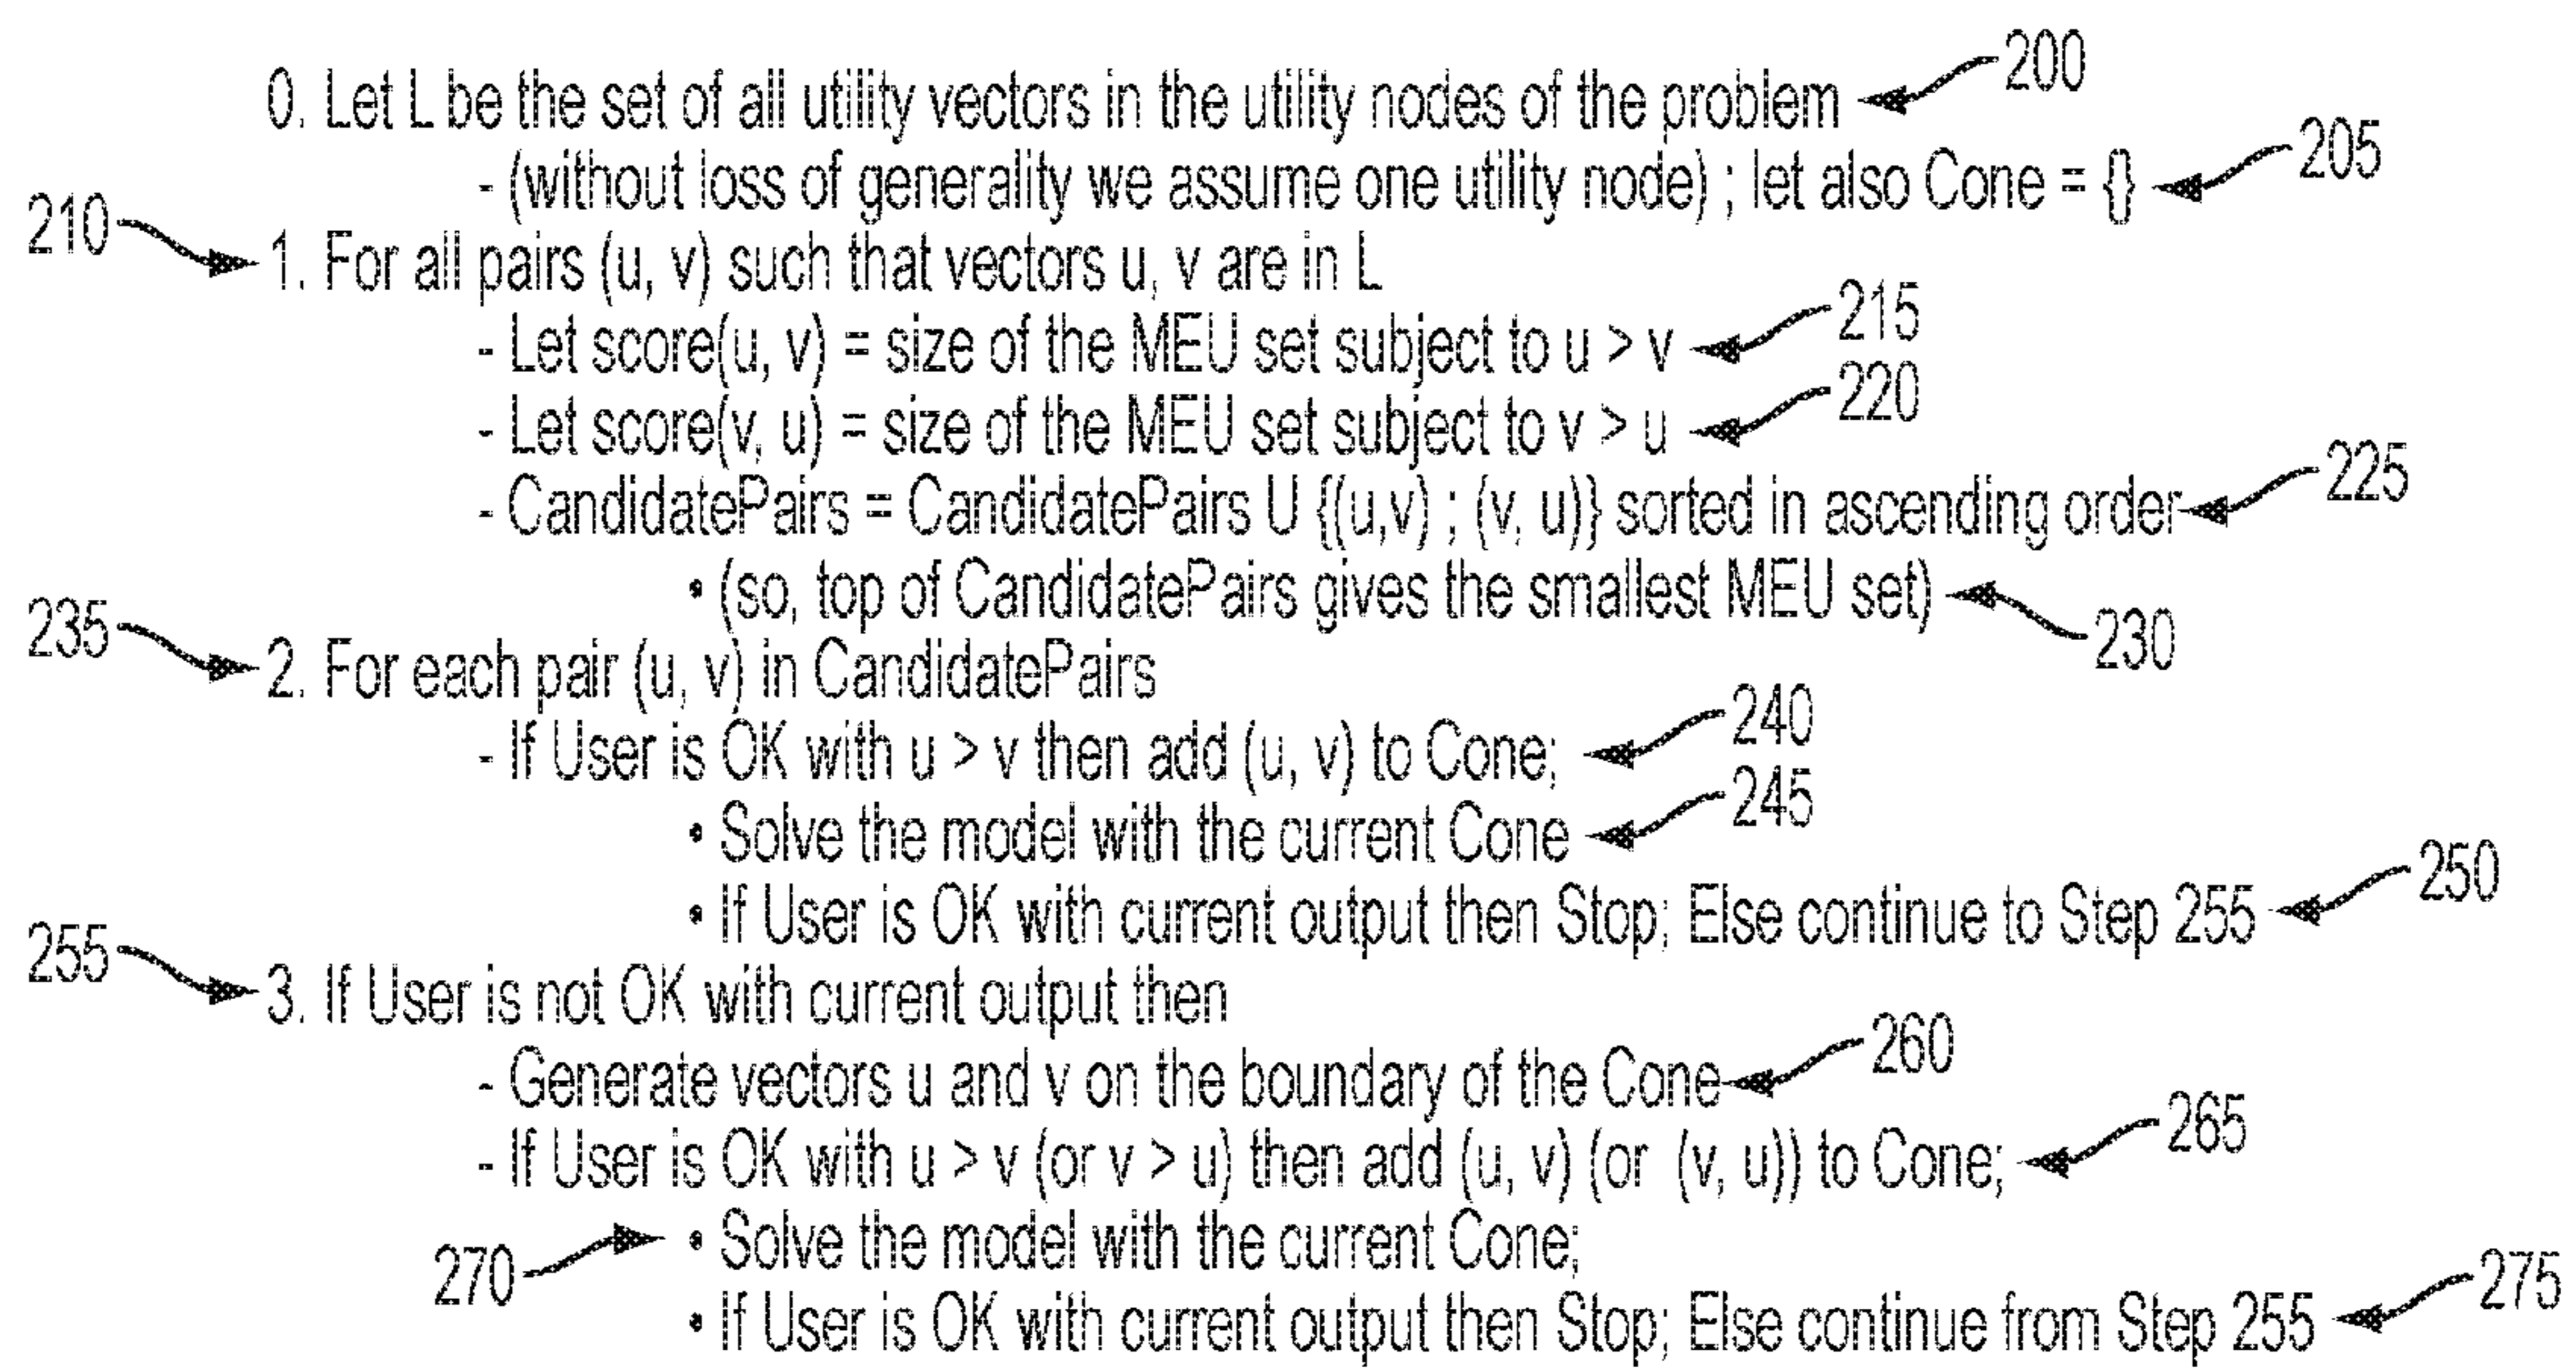 0. Let L be the set of all utility vectors in the utility nodes of the problem 200
- (without loss of generality we assume one utility node) ; let also Cone = {} 205
210 1. For all pairs (u, v) such that vectors u, v are in L
- Let score(u, v) = size of the MEU set subject to u > v 215
- Let score(v, u) = size of the MEU set subject to v > u 220
- CandidatePairs = CandidatePairs U {(u,v) ; (v, u)} sorted in ascending order 225
• (so, top of CandidatePairs gives the smallest MEU set) 230
235 2. For each pair (u, v) in CandidatePairs
- If User is OK with u > v then add (u, v) to Cone; 240
• Solve the model with the current Cone 245
• If User is OK with current output then Stop; Else continue to Step 255 250
255 3. If User is not OK with current output then
- Generate vectors u and v on the boundary of the Cone 260
- If User is OK with u > v (or v > u) then add (u, v) (or (v, u)) to Cone; 265
270 • Solve the model with the current Cone;
• If User is OK with current output then Stop; Else continue from Step 255 275